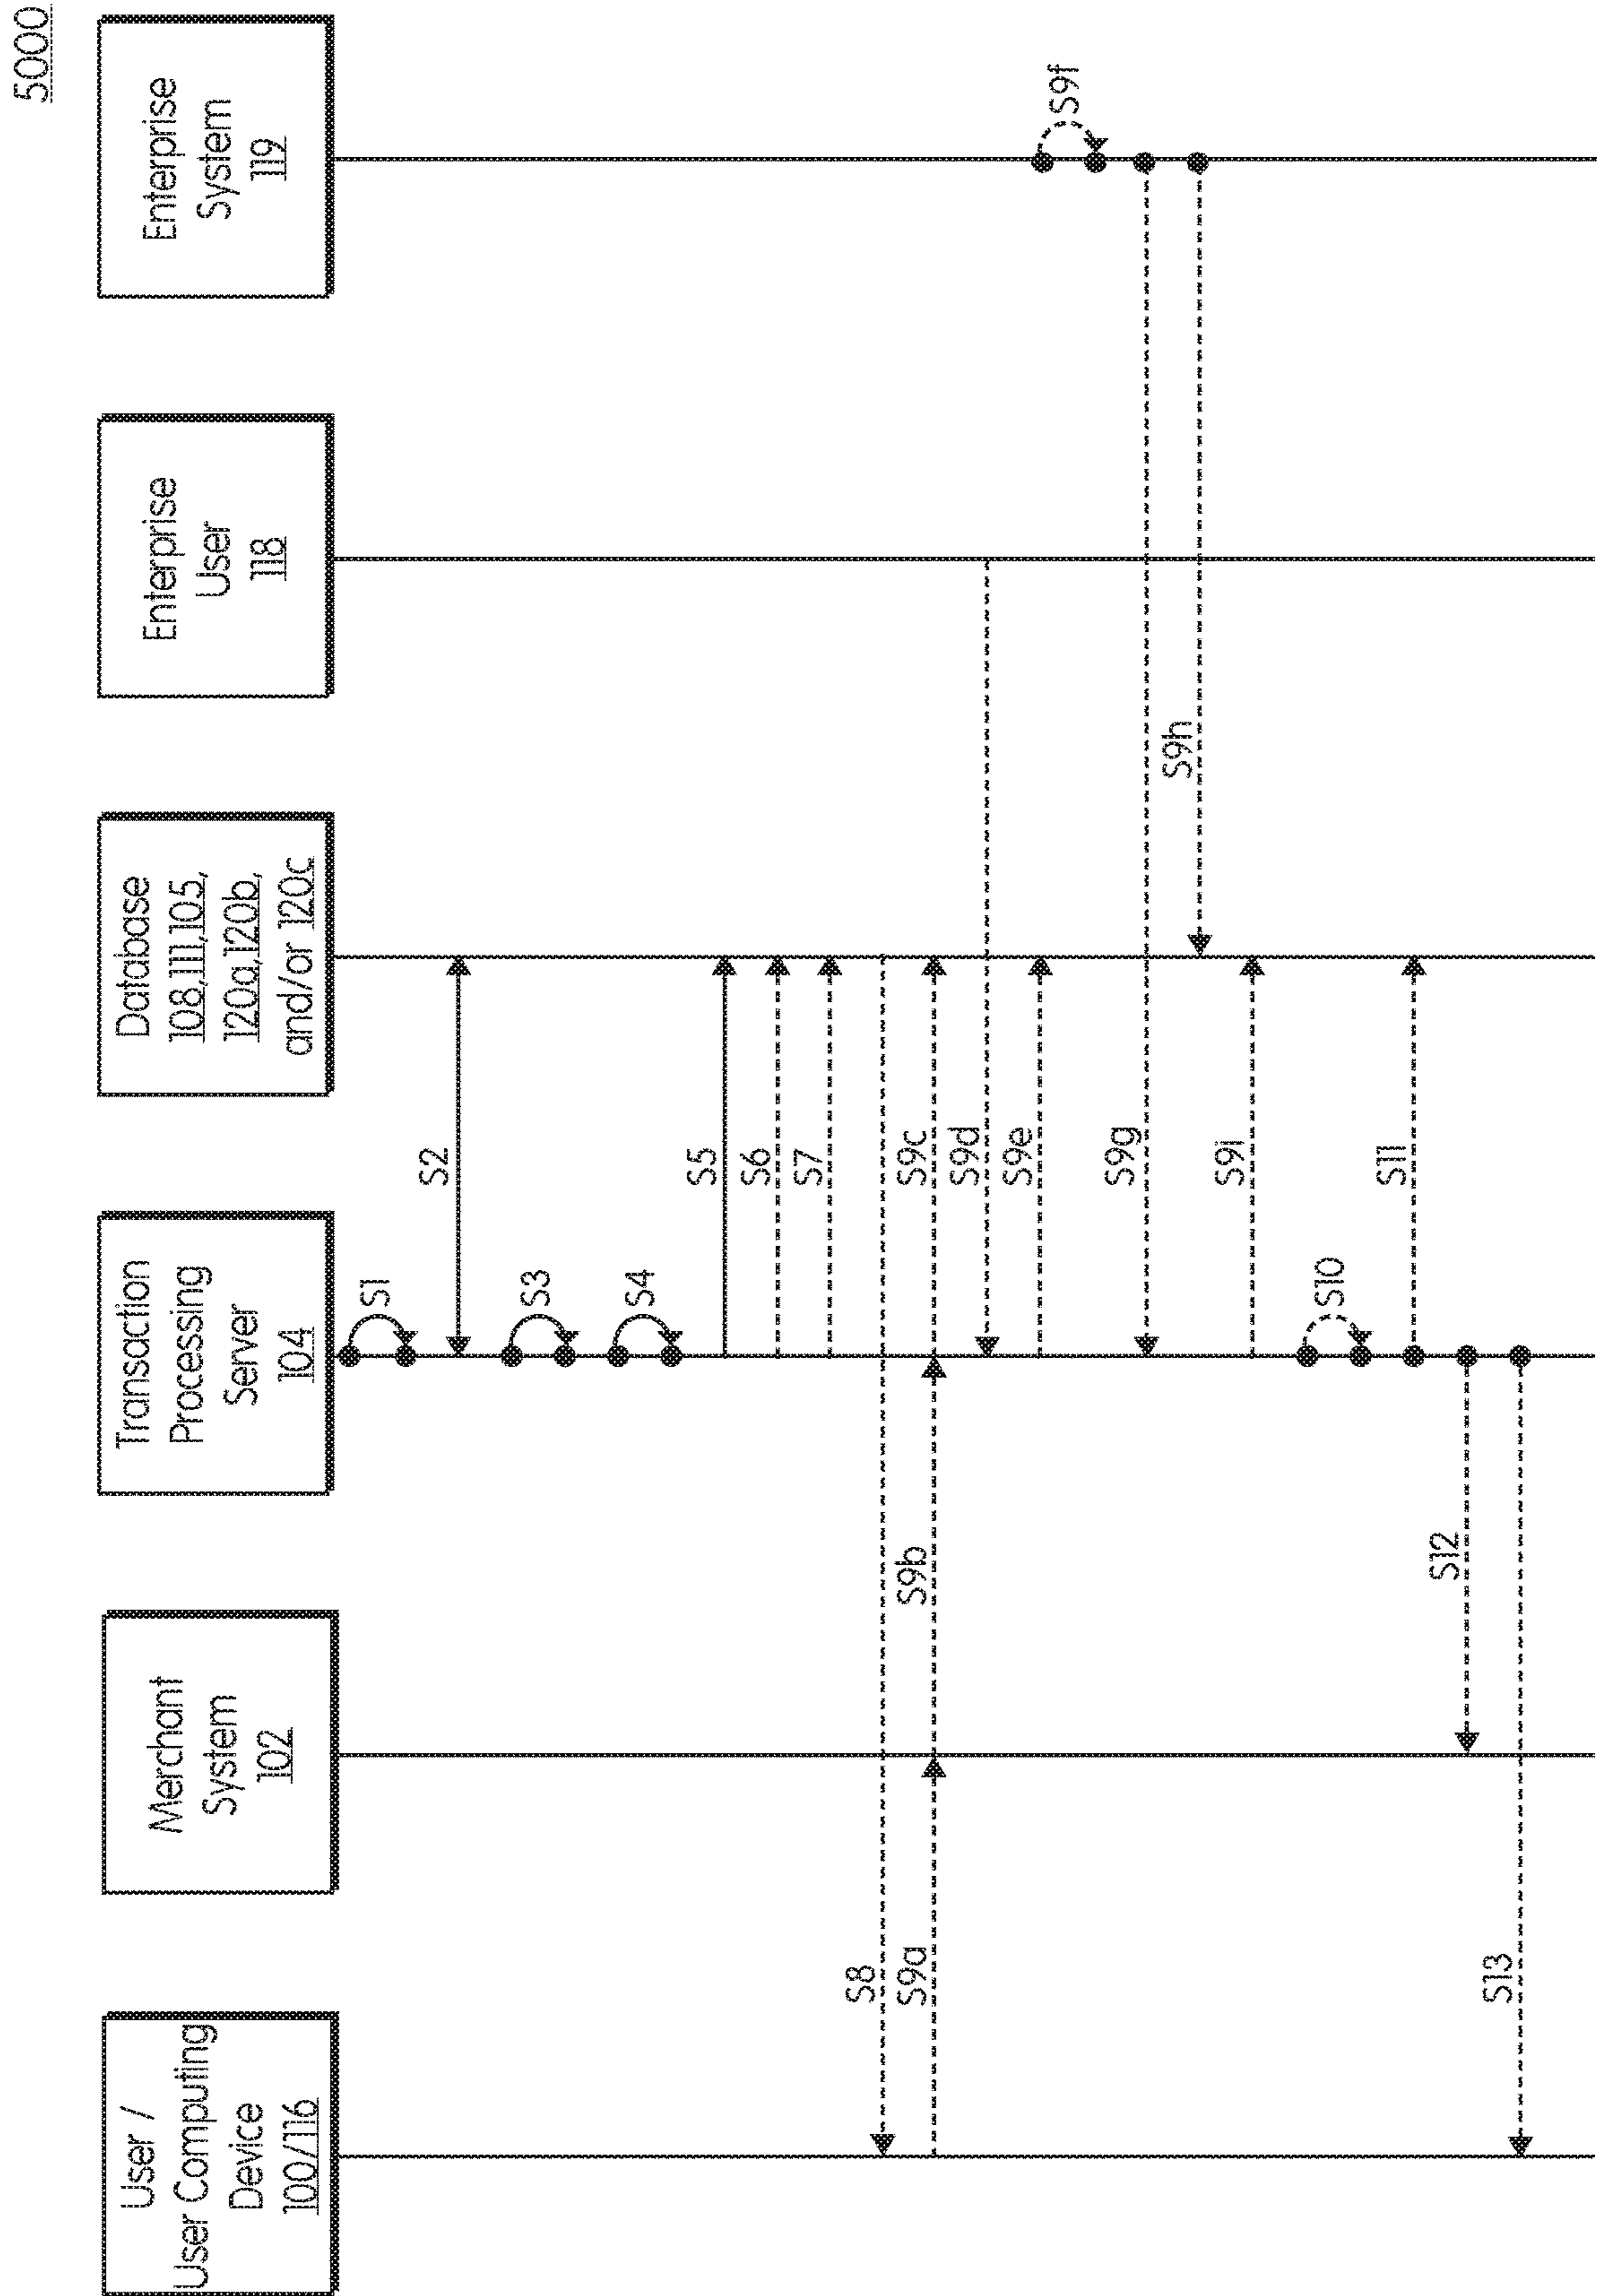 5000
User /
User Computing
Device
100/116
Merchant
System
102
Transaction
Processing
Server
104
Database
108,111,105,
120a,120b,
and/or 120c
Enterprise
User
118
Enterprise
System
119
S1
S2
S3
S4
S5
S6
S7
S8
S9a
S9b
S9c
S9d
S9e
S9f
S9g
S9h
S9i
S10
S11
S12
S13